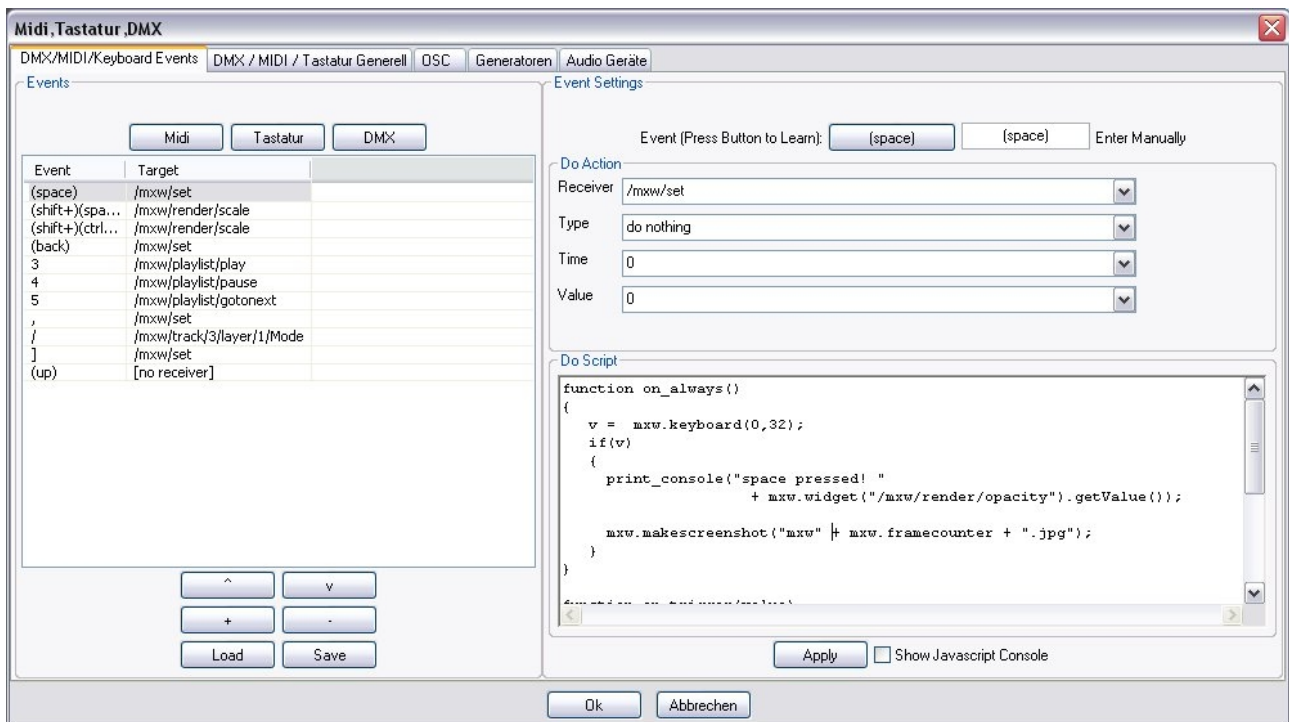 Midi,Tastatur,DMX
DMX/MIDI/Keyboard Events DMX / MIDI / Tastatur Generell OSC Generatoren Audio Geräte
Events
Midi Tastatur DMX
Event Target
(space) /mxw/set
(shift+)(spa... /mxw/render/scale
(shift+)(ctrl... /mxw/render/scale
(back) /mxw/set
3 /mxw/playlist/play
4 /mxw/playlist/pause
5 /mxw/playlist/gotonext
, /mxw/set
/ /mxw/track/3/layer/1/Mode
] /mxw/set
(up) [no receiver]
^ v
+ -
Load Save
Event Settings
Event (Press Button to Learn): (space) (space) Enter Manually
Do Action
Receiver /mxw/set
Type do nothing
Time 0
Value 0
Do Script
function on_always()
{
v = mxw.keyboard(0,32);
if(v)
{
print_console("space pressed! "
+ mxw.widget("/mxw/render/opacity").getValue());
mxw.makescreenshot("mxw" + mxw.framecounter + ".jpg");
}
}
Apply Show Javascript Console
Ok Abbrechen